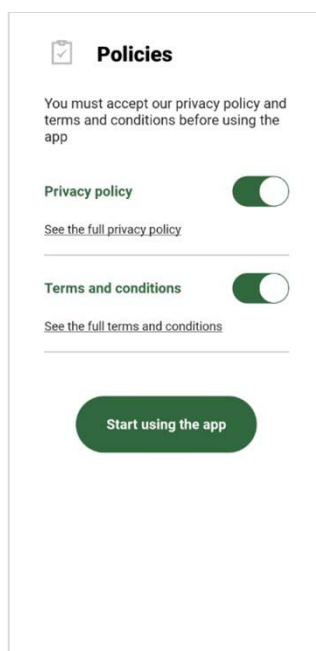 Policies
You must accept our privacy policy and
terms and conditions before using the
app
Privacy policy
See the full privacy policy
Terms and conditions
See the full terms and conditions
Start using the app